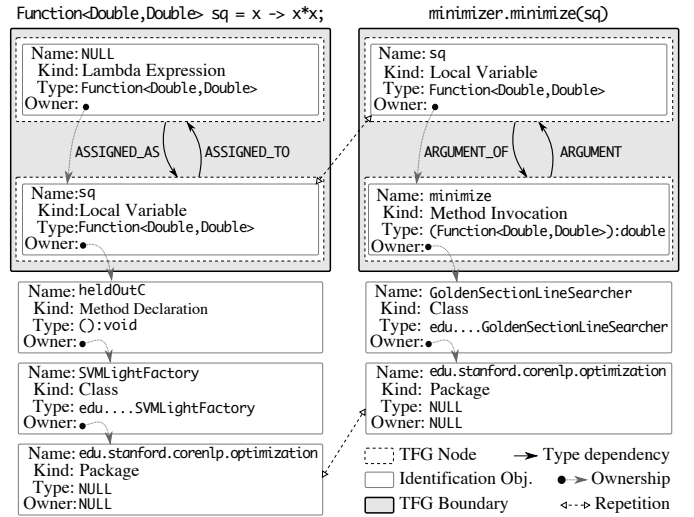 Function<Double,Double> sq = x -> x*x;
Name: NULL
Kind: Lambda Expression
Type: Function<Double,Double>
Owner:
ASSIGNED_AS
ASSIGNED_TO
Name: sq
Kind: Local Variable
Type: Function<Double,Double>
Owner:
Name: heldOutC
Kind: Method Declaration
Type: ():void
Owner:
Name: SVMLightFactory
Kind: Class
Type: edu....SVMLightFactory
Owner:
Name: edu.stanford.corenlp.optimization
Kind: Package
Type: NULL
Owner: NULL
minimizer.minimize(sq)
Name: sq
Kind: Local Variable
Type: Function<Double,Double>
Owner:
ARGUMENT_OF
ARGUMENT
Name: minimize
Kind: Method Invocation
Type: (Function<Double,Double>):double
Owner:
Name: GoldenSectionLineSearcher
Kind: Class
Type: edu....GoldenSectionLineSearcher
Owner:
Name: edu.stanford.corenlp.optimization
Kind: Package
Type: NULL
Owner: NULL
TFG Node
Type dependency
Identification Obj.
Ownership
TFG Boundary
Repetition